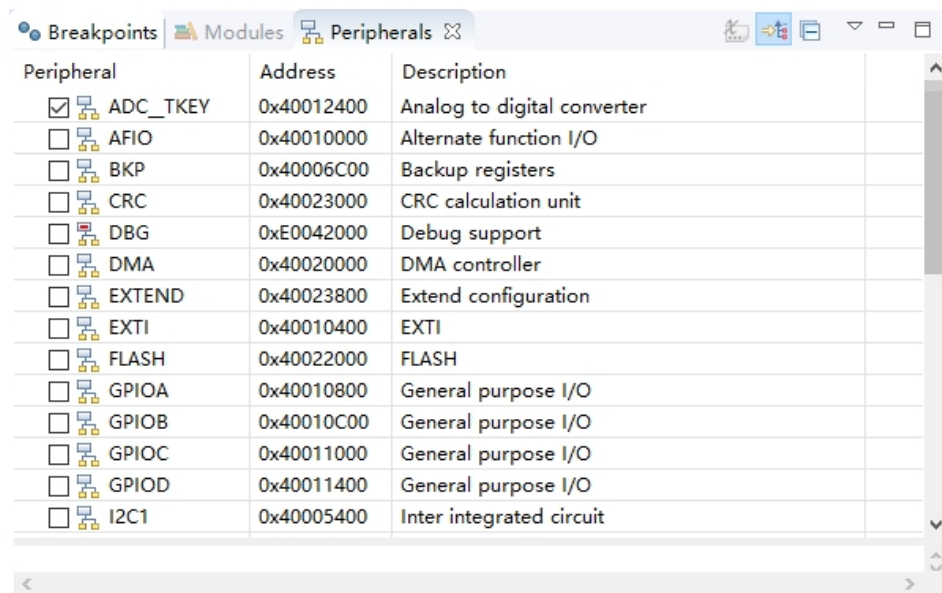 Breakpoints Modules Peripherals
Peripheral Address Description
ADC_TKEY 0x40012400 Analog to digital converter
AFIO 0x40010000 Alternate function I/O
BKP 0x40006C00 Backup registers
CRC 0x40023000 CRC calculation unit
DBG 0xE0042000 Debug support
DMA 0x40020000 DMA controller
EXTEND 0x40023800 Extend configuration
EXTI 0x40010400 EXTI
FLASH 0x40022000 FLASH
GPIOA 0x40010800 General purpose I/O
GPIOB 0x40010C00 General purpose I/O
GPIOC 0x40011000 General purpose I/O
GPIOD 0x40011400 General purpose I/O
I2C1 0x40005400 Inter integrated circuit